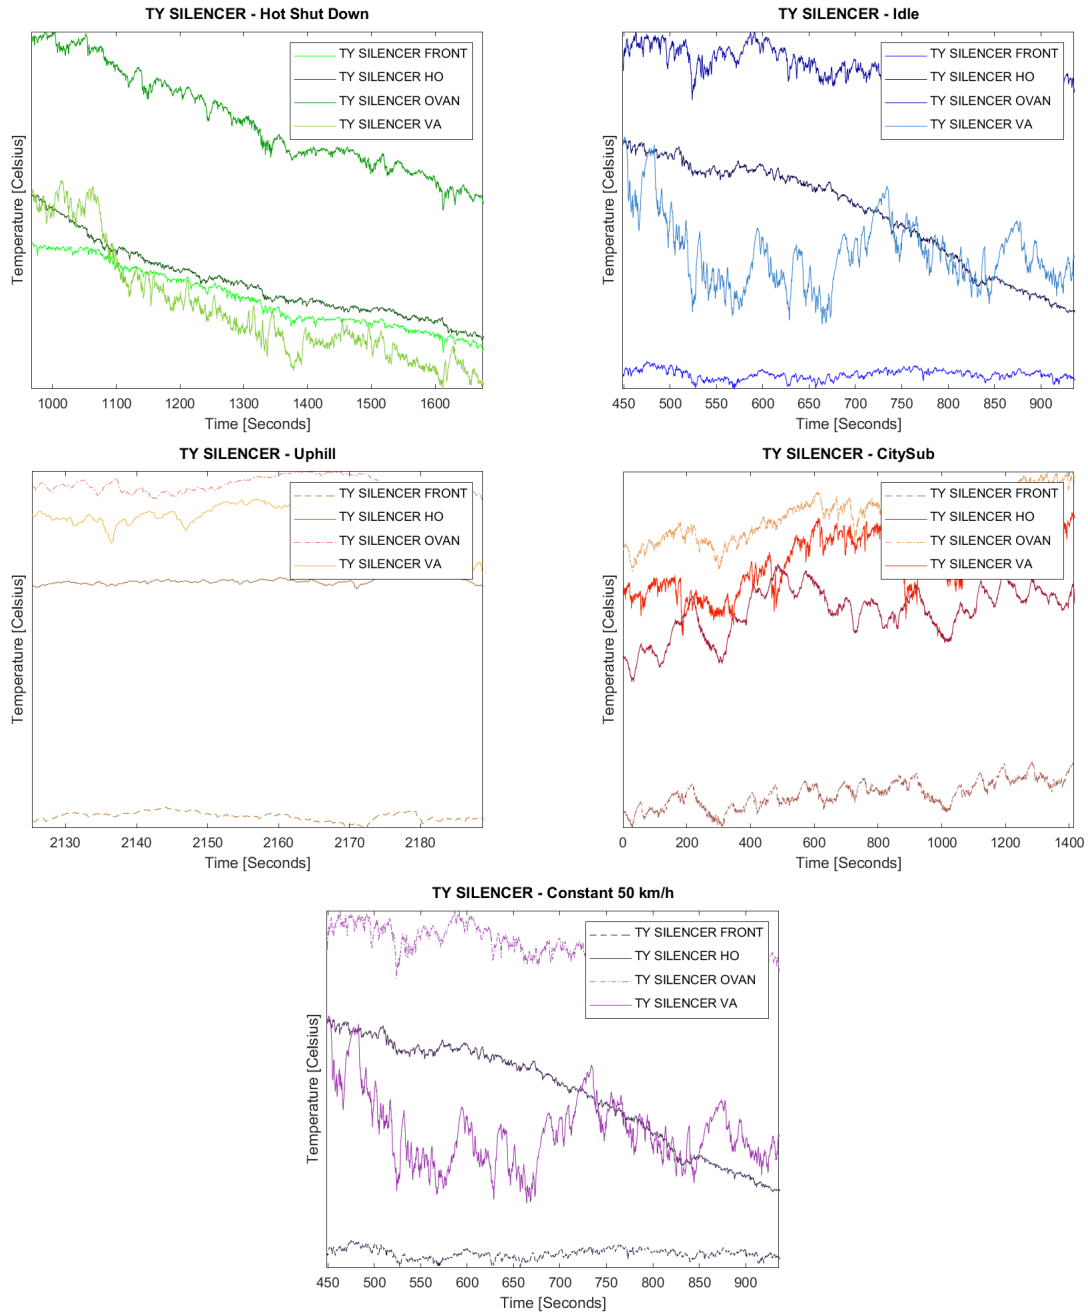 TY SILENCER - Hot Shut Down
TY SILENCER FRONT
TY SILENCER HO
TY SILENCER OVAN
TY SILENCER VA
Temperature [Celsius]
1000 1100 1200 1300 1400 1500 1600
Time [Seconds]
TY SILENCER - Idle
TY SILENCER FRONT
TY SILENCER HO
TY SILENCER OVAN
TY SILENCER VA
Temperature [Celsius]
450 500 550 600 650 700 750 800 850 900
Time [Seconds]
TY SILENCER - Uphill
TY SILENCER FRONT
TY SILENCER HO
TY SILENCER OVAN
TY SILENCER VA
Temperature [Celsius]
2130 2140 2150 2160 2170 2180
Time [Seconds]
TY SILENCER - CitySub
TY SILENCER FRONT
TY SILENCER HO
TY SILENCER OVAN
TY SILENCER VA
Temperature [Celsius]
0 200 400 600 800 1000 1200 1400
Time [Seconds]
TY SILENCER - Constant 50 km/h
TY SILENCER FRONT
TY SILENCER HO
TY SILENCER OVAN
TY SILENCER VA
Temperature [Celsius]
450 500 550 600 650 700 750 800 850 900
Time [Seconds]